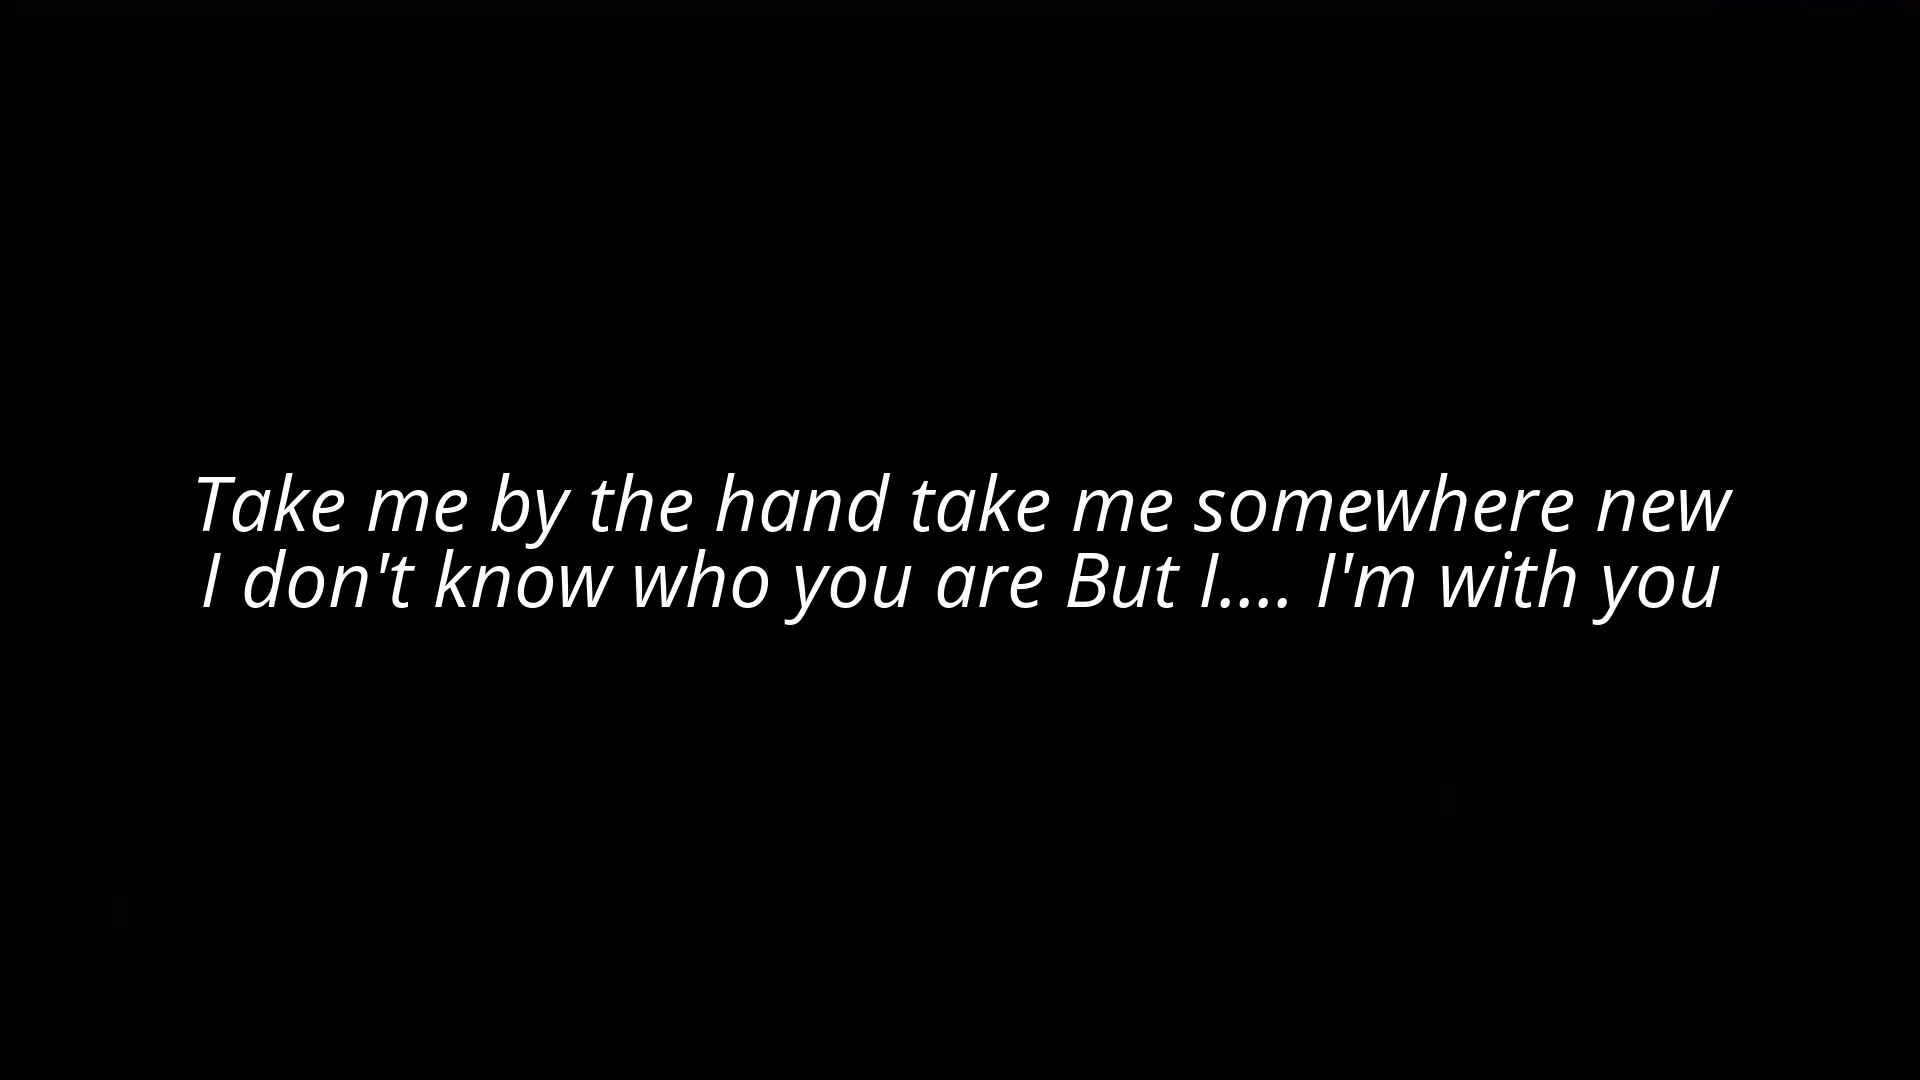 Take me by the hand take me somewhere new
I don't know who you are But I.... I'm with you